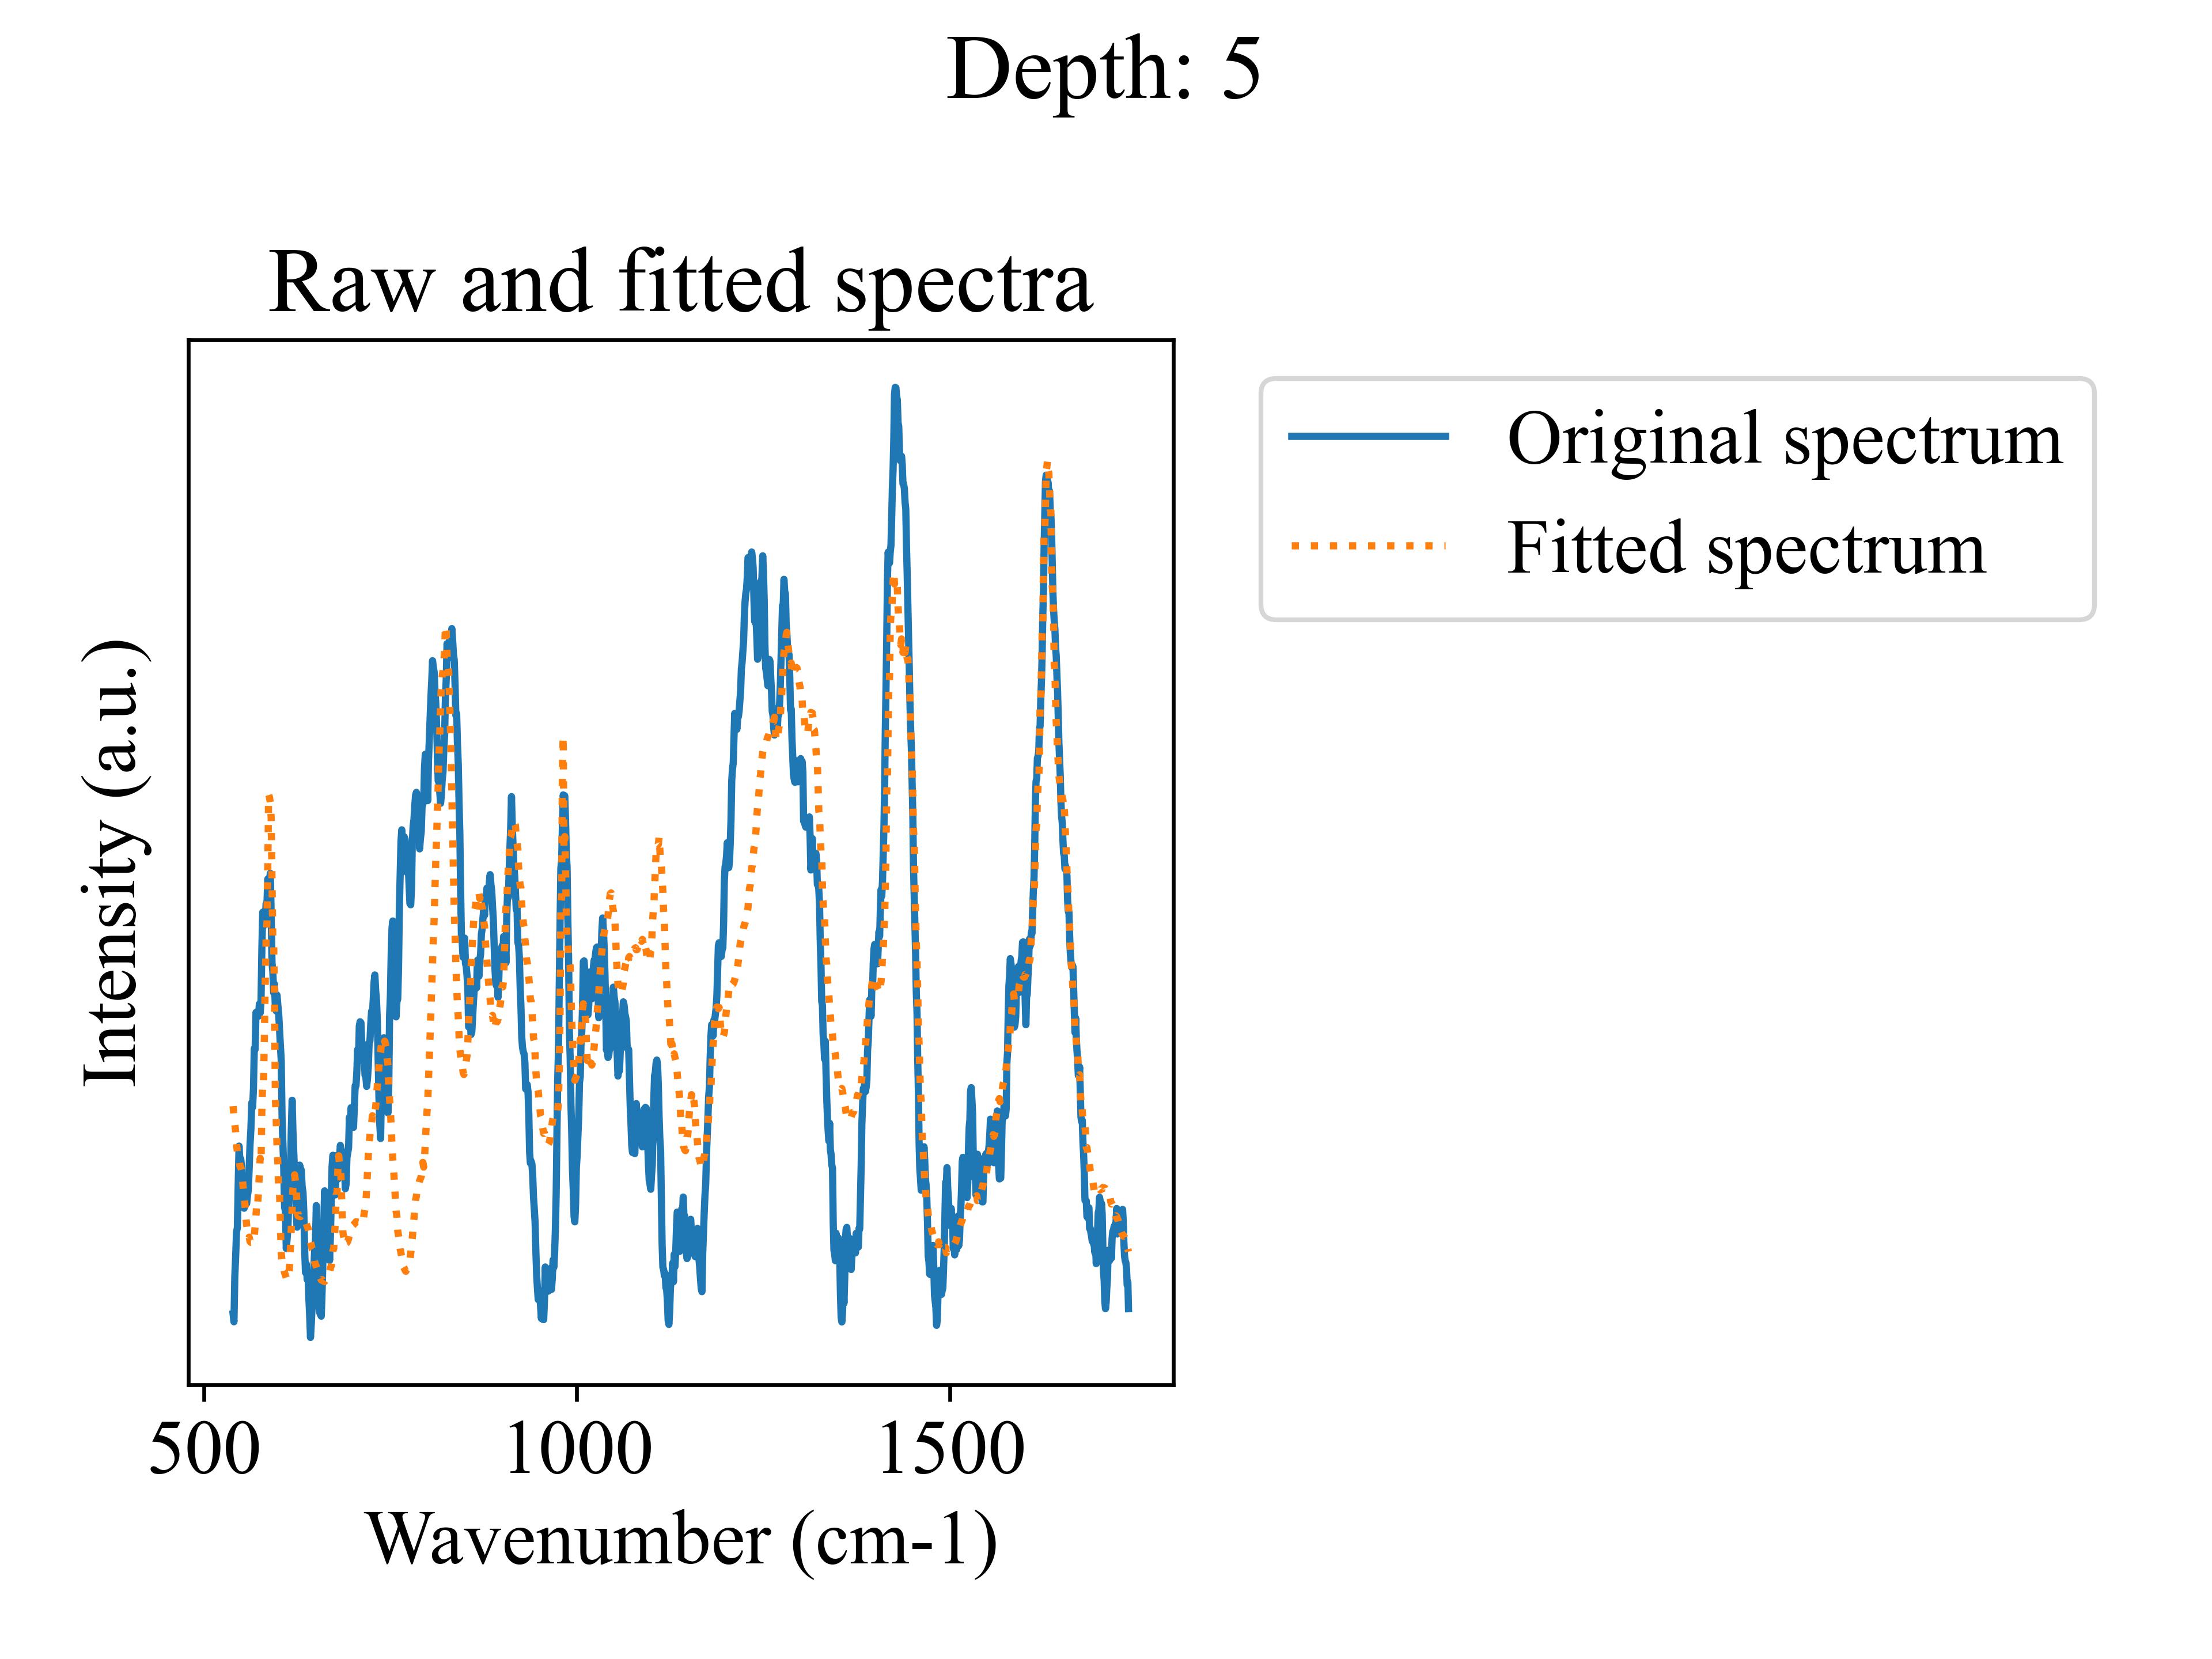 Depth: 5
Raw and fitted spectra
Original spectrum
Fitted spectrum
Intensity (a.u.)
500 1000 1500
Wavenumber (cm-1)